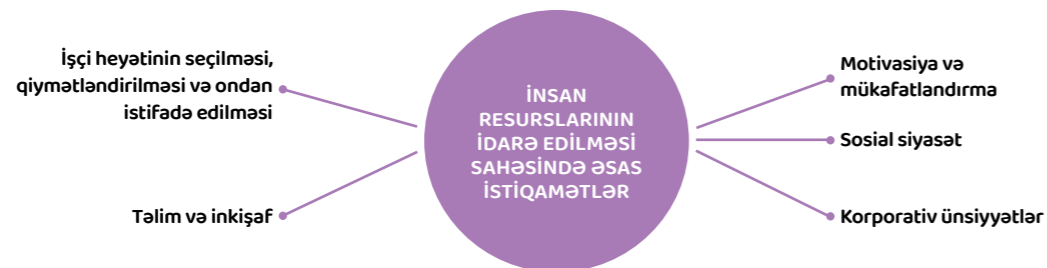 İşçi heyətinin seçilməsi,
qiymətləndirilməsi və ondan
istifadə edilməsi
Təlim və inkişaf
İNSAN
RESURSLARININ
İDARƏ EDİLMƏSİ
SAHƏSİNDƏ ƏSAS
İSTİQAMƏTLƏR
Motivasiya və
mükafatlandırma
Sosial siyasət
Korporativ ünsiyyətlər